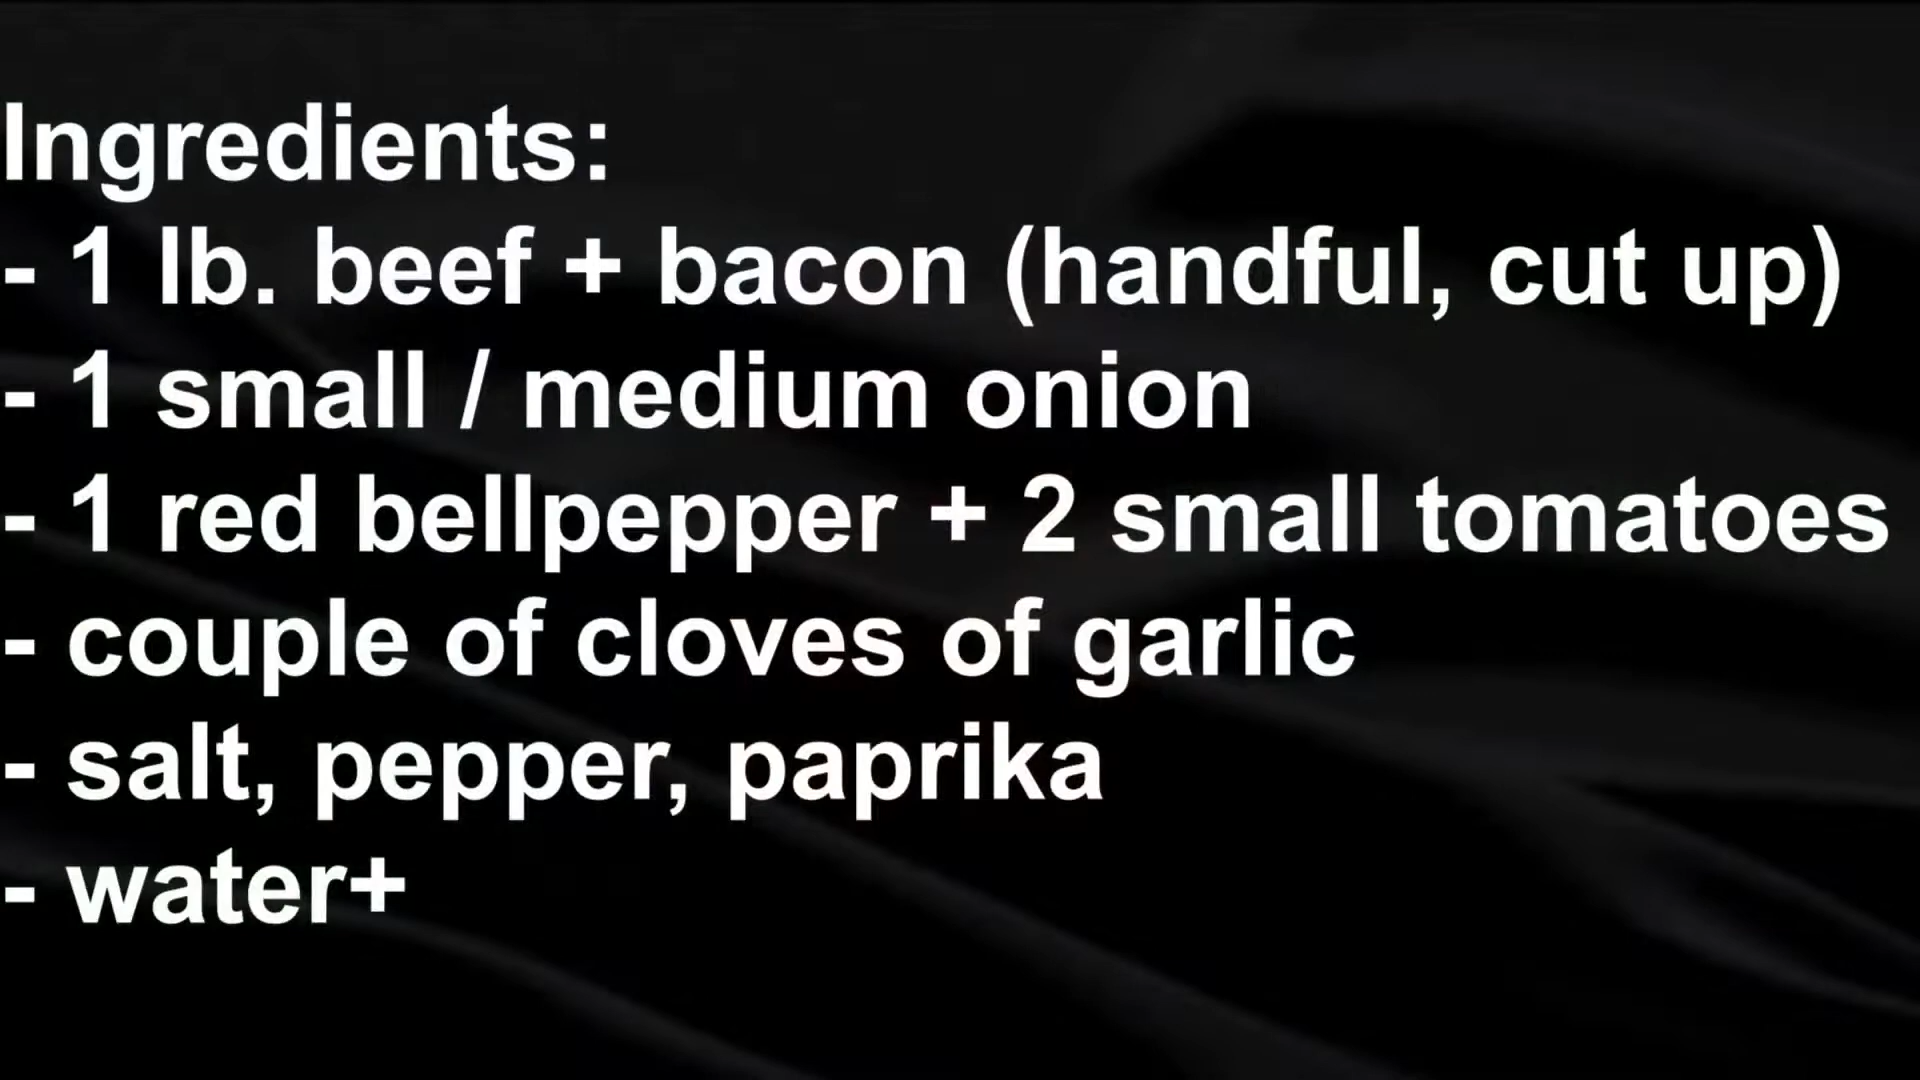 Ingredients:
- 1 lb. beef + bacon (handful, cut up)
- 1 small / medium onion
- 1 red bellpepper + 2 small tomatoes
- couple of cloves of garlic
- salt, pepper, paprika
- water+